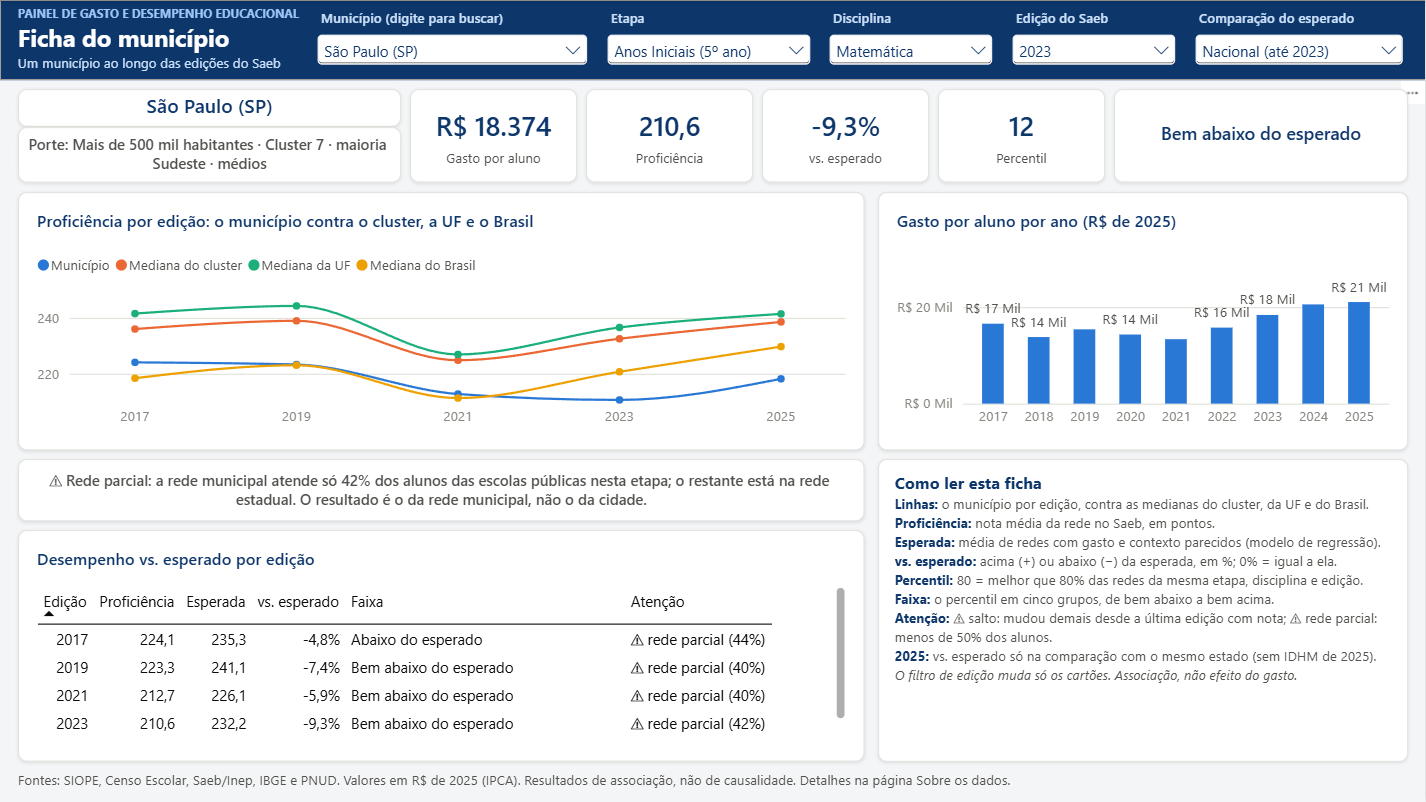 PAINEL DE GASTO E DESEMPENHO EDUCACIONAL
Ficha do município
Um município ao longo das edições do Saeb
Município (digite para buscar)
São Paulo (SP)
Etapa
Anos Iniciais (5º ano)
Disciplina
Matemática
Edição do Saeb
2023
Comparação do esperado
Nacional (até 2023)
São Paulo (SP)
Porte: Mais de 500 mil habitantes · Cluster 7 · maioria
Sudeste · médios
R$ 18.374
Gasto por aluno
210,6
Proficiência
-9,3%
vs. esperado
12
Percentil
Bem abaixo do esperado
Proficiência por edição: o município contra o cluster, a UF e o Brasil
Município Mediana do cluster Mediana da UF Mediana do Brasil
240
220
2017 2019 2021 2023 2025
Gasto por aluno por ano (R$ de 2025)
R$ 20 Mil
R$ 0 Mil
R$ 17 Mil R$ 14 Mil R$ 14 Mil R$ 16 Mil R$ 18 Mil R$ 21 Mil
2017 2018 2019 2020 2021 2022 2023 2024 2025
⚠ Rede parcial: a rede municipal atende só 42% dos alunos das escolas públicas nesta etapa; o restante está na rede
estadual. O resultado é o da rede municipal, não o da cidade.
Desempenho vs. esperado por edição
Edição Proficiência Esperada vs. esperado Faixa Atenção
2017 224,1 235,3 -4,8% Abaixo do esperado ⚠ rede parcial (44%)
2019 223,3 241,1 -7,4% Bem abaixo do esperado ⚠ rede parcial (40%)
2021 212,7 226,1 -5,9% Bem abaixo do esperado ⚠ rede parcial (40%)
2023 210,6 232,2 -9,3% Bem abaixo do esperado ⚠ rede parcial (42%)
Como ler esta ficha
Linhas: o município por edição, contra as medianas do cluster, da UF e do Brasil.
Proficiência: nota média da rede no Saeb, em pontos.
Esperada: média de redes com gasto e contexto parecidos (modelo de regressão).
vs. esperado: acima (+) ou abaixo (−) da esperada, em %; 0% = igual a ela.
Percentil: 80 = melhor que 80% das redes da mesma etapa, disciplina e edição.
Faixa: o percentil em cinco grupos, de bem abaixo a bem acima.
Atenção: ⚠ salto: mudou demais desde a última edição com nota; ⚠ rede parcial:
menos de 50% dos alunos.
2025: vs. esperado só na comparação com o mesmo estado (sem IDHM de 2025).
O filtro de edição muda só os cartões. Associação, não efeito do gasto.
Fontes: SIOPE, Censo Escolar, Saeb/Inep, IBGE e PNUD. Valores em R$ de 2025 (IPCA). Resultados de associação, não de causalidade. Detalhes na página Sobre os dados.